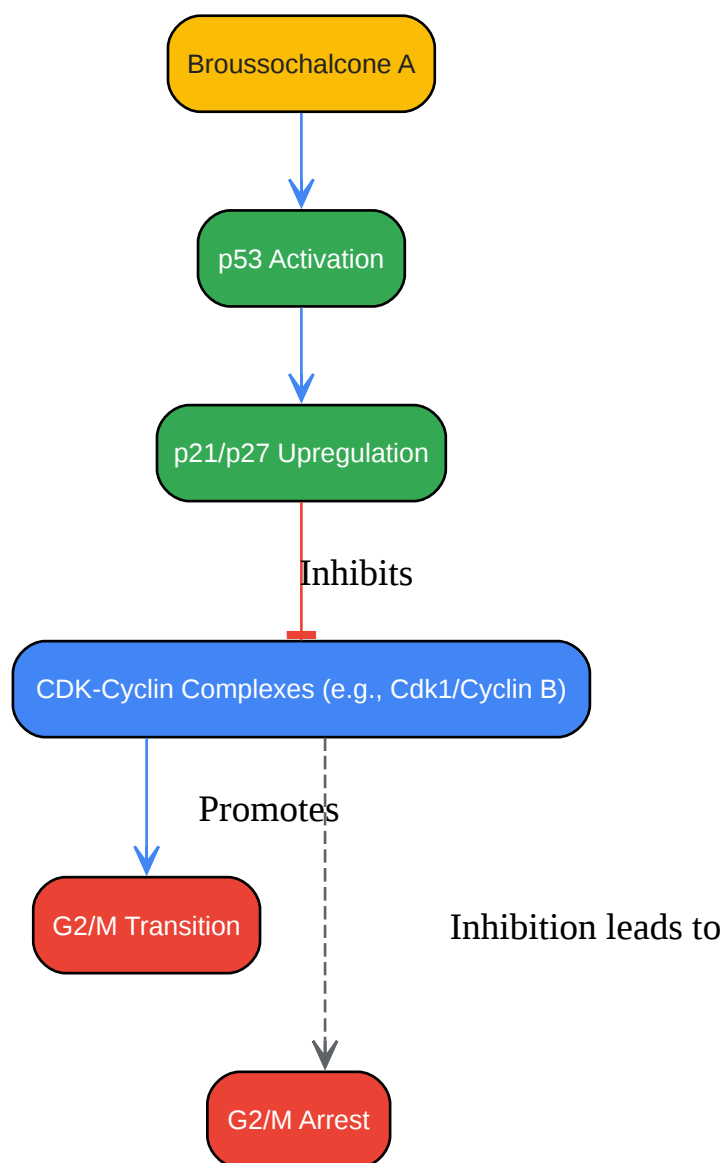 Broussochalcone A
p53 Activation
p21/p27 Upregulation
Inhibits
CDK-Cyclin Complexes (e.g., Cdk1/Cyclin B)
Promotes
G2/M Transition
Inhibition leads to
G2/M Arrest